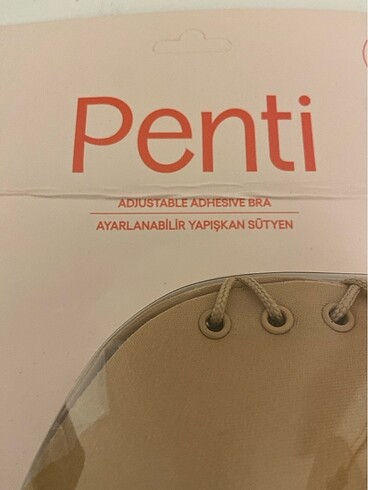 Penti
ADJUSTABLE ADHESIVE BRA
AYARLANABİLİR YAPIŞKAN SÜTYEN